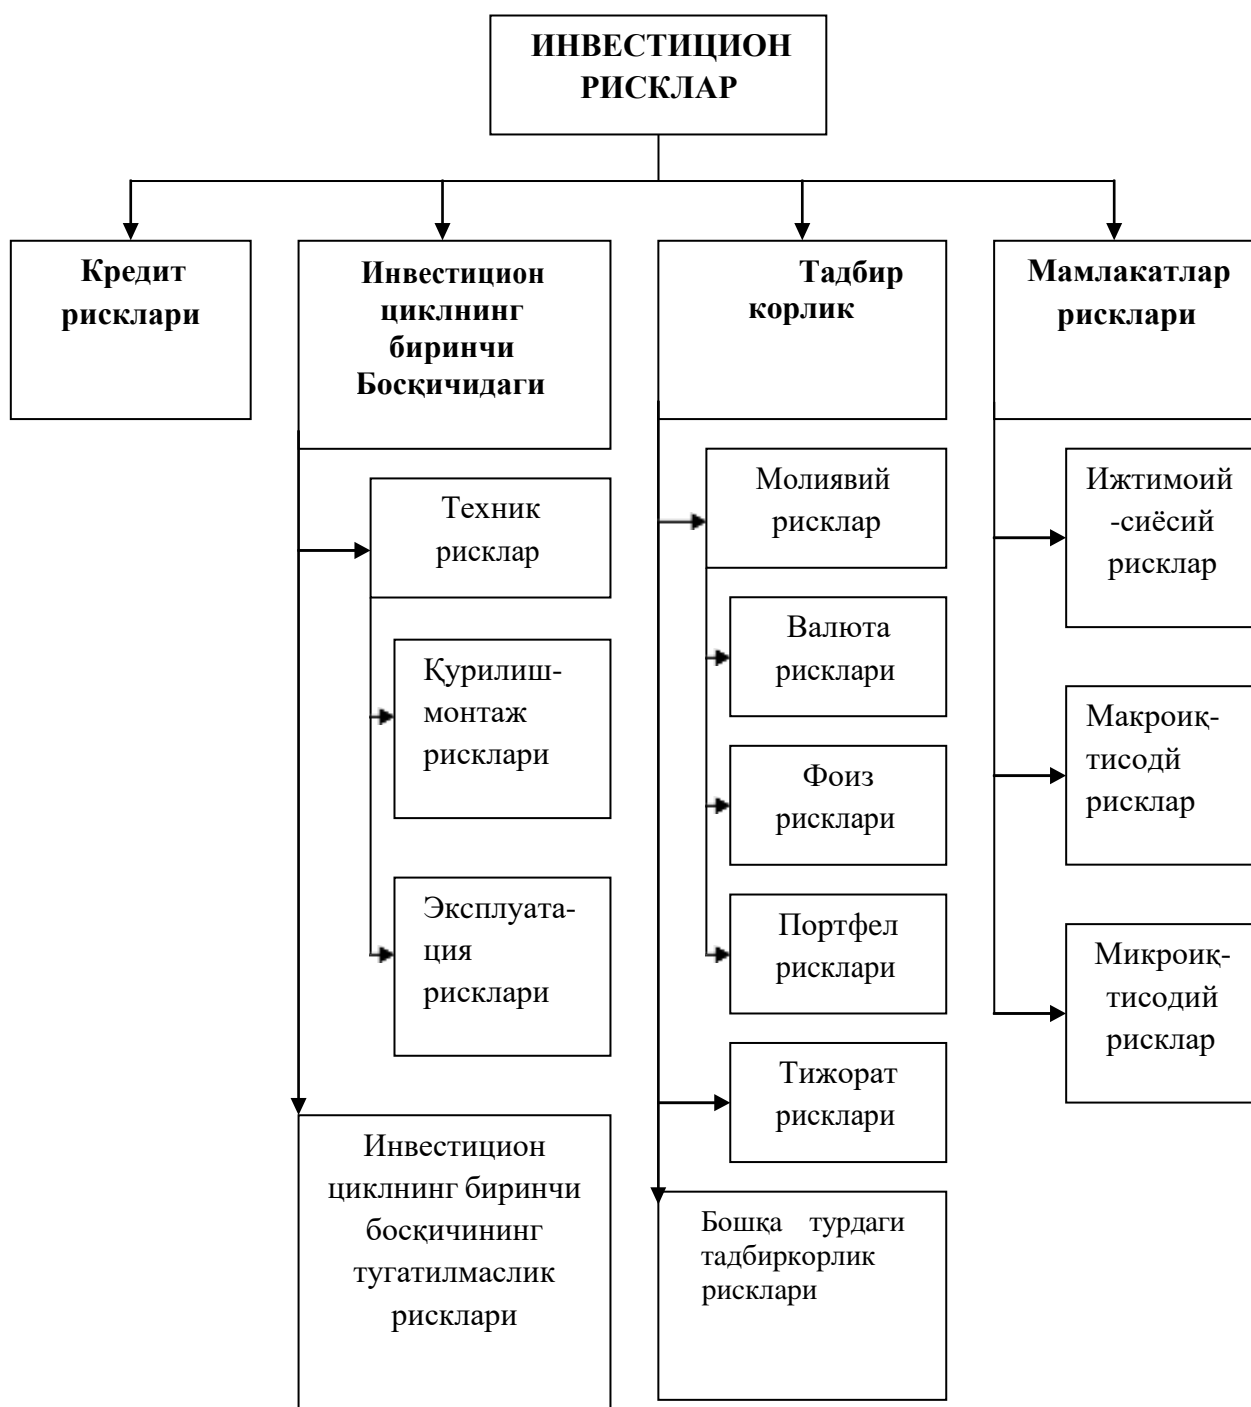 ИНВЕСТИЦИОН
РИСКЛАР
Кредит
рисклари
Инвестицион
циклнинг
биринчи
Босқичидаги
Тадбир
корлик
Мамлакатлар
рисклари
Техник
рисклар
Қурилиш-
монтаж
рисклари
Эксплуата-
ция
рисклари
Инвестицион
циклнинг биринчи
босқичининг
тугатилмаслик
рисклари
Молиявий
рисклар
Валюта
рисклари
Фоиз
рисклари
Портфел
рисклари
Тижорат
рисклари
Бошқа турдаги
тадбиркорлик
рисклари
Ижтимоий
-сиёсий
рисклар
Макроиқ-
тисодй
рисклар
Микроиқ-
тисодий
рисклар